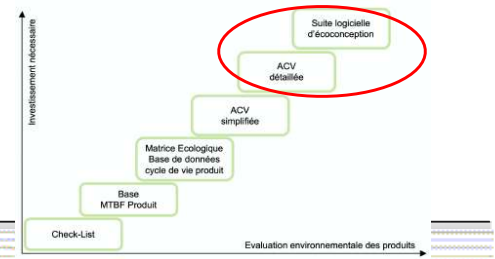 Investissement nécessaire
Suite logicielle
d'écoconception
ACV
détaillée
ACV
simplifiée
Matrice Ecologique
Base de données
cycle de vie produit
Base
MTBF Produit
Check-List
Evaluation environnementale des produits